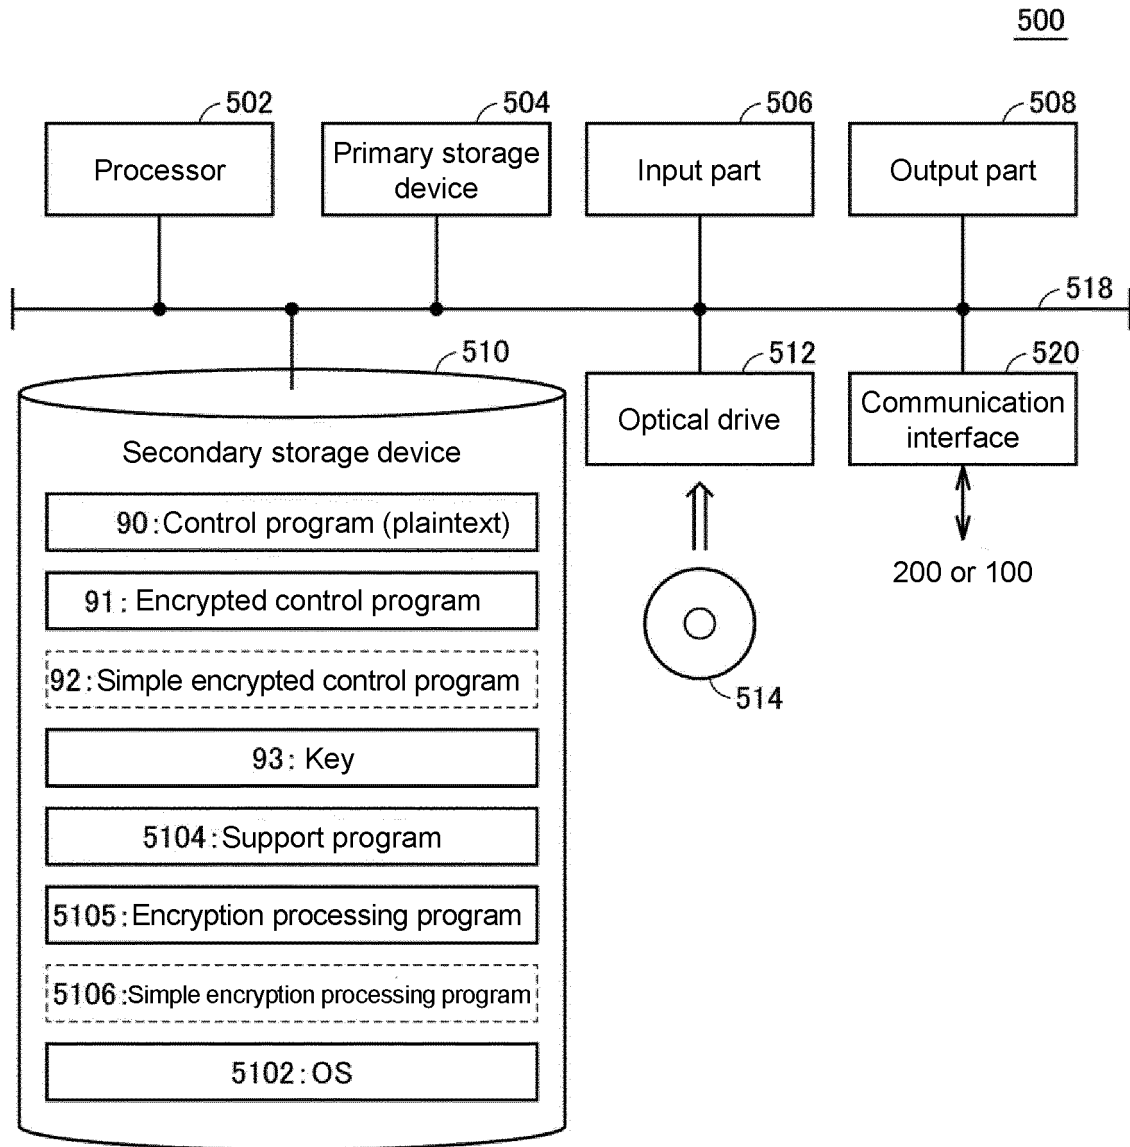 500
502
504
506
508
Processor
Primary storage
device
Input part
Output part
518
510
512
520
Secondary storage device
Optical drive
Communication
interface
90:Control program (plaintext)
91: Encrypted control program
92:Simple encrypted control program
93: Key
5104:Support program
5105:Encryption processing program
5106:Simple encryption processing program
5102:OS
200 or 100
514